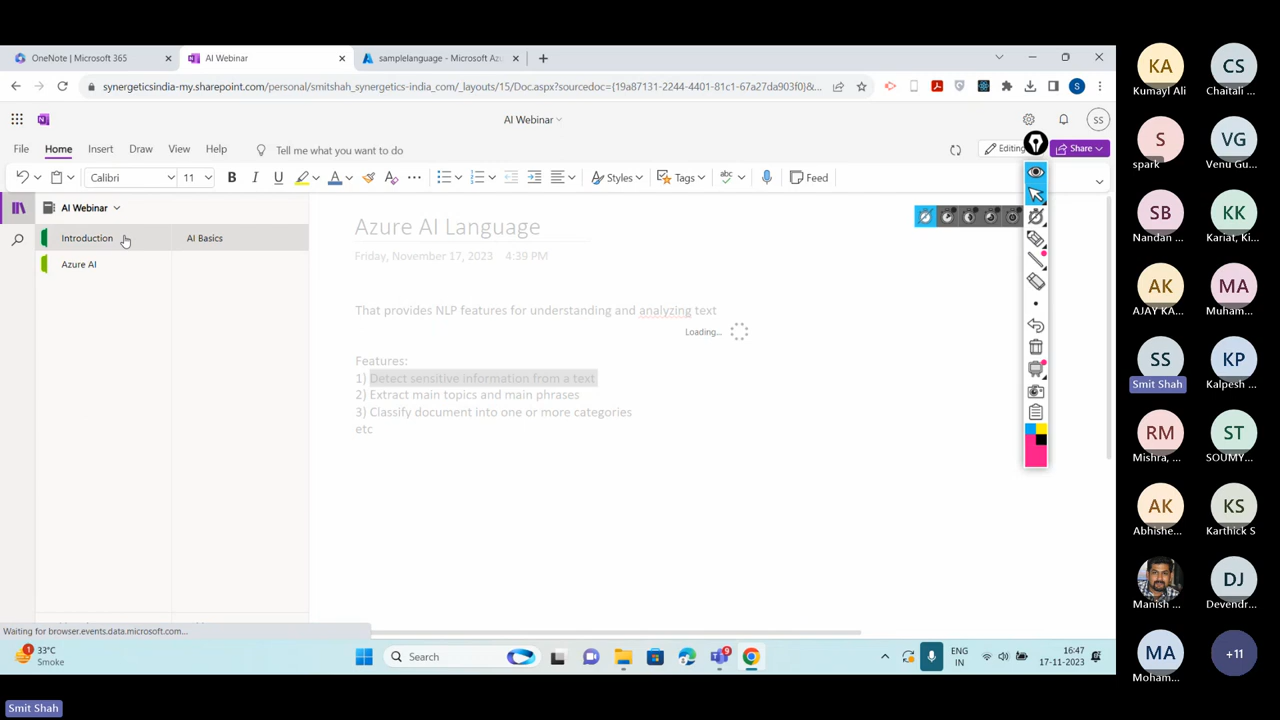 OneNote | Microsoft 365
AI Webinar
samplelanguage - Microsoft Az
synergeticsindia-my.sharepoint.com/personal/smitshah_synergetics-india_com/_layouts/15/Doc.aspx?sourcedoc={19a87131-2244-4401-81c1-67a27da903f0}&...
S
AI Webinar
SS
File
Home
Insert
Draw
View
Help
Tell me what you want to do
Editing
Share
Calibri
11
B
I
U
A
Styles
Tags
Feed
AI Webinar
Introduction
AI Basics
Azure AI
Azure AI Language
Friday, November 17, 2023 4:39 PM
That provides NLP features for understanding and analyzing text
Loading...
Features:
1) Detect sensitive information from a text
2) Extract main topics and main phrases
3) Classify document into one or more categories
etc
Waiting for browser.events.data.microsoft.com...
1
33°C
Smoke
Search
9
ENG
IN
16:47
17-11-2023
KA
Kumayl Ali
CS
Chaitali ...
S
spark
VG
Venu Gu...
SB
Nandan ...
KK
Kariat, Ki...
AK
AJAY KA...
MA
Muham...
SS
Smit Shah
KP
Kalpesh ...
RM
Mishra, ...
ST
SOUMY...
AK
Abhishe...
KS
Karthick S
Manish ...
DJ
Devendr...
MA
Moham...
+11
Smit Shah